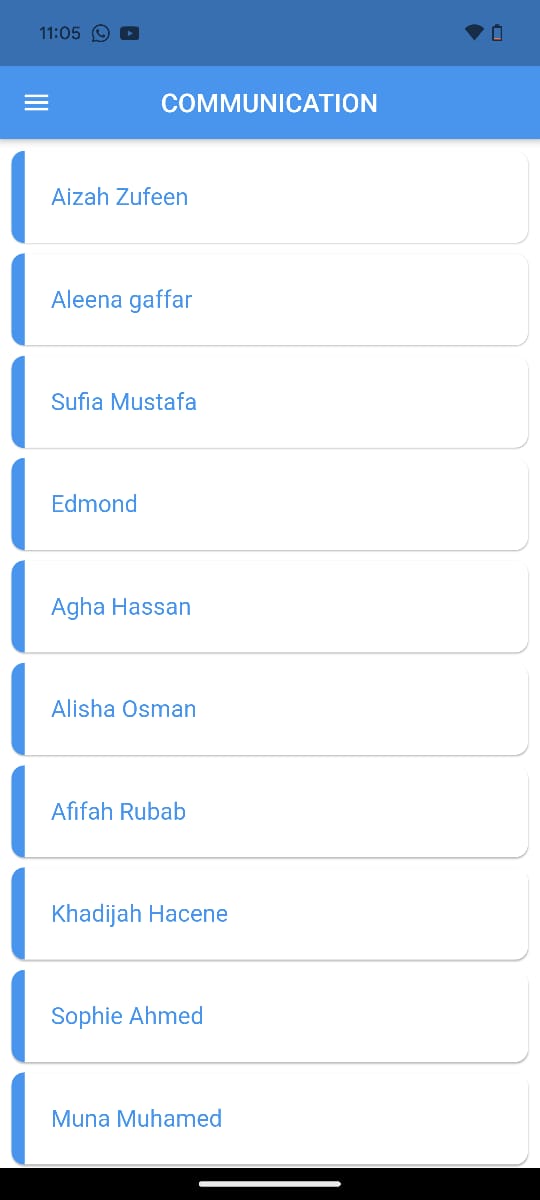 11:05
COMMUNICATION
Aizah Zufeen
Aleena gaffar
Sufia Mustafa
Edmond
Agha Hassan
Alisha Osman
Afifah Rubab
Khadijah Hacene
Sophie Ahmed
Muna Muhamed